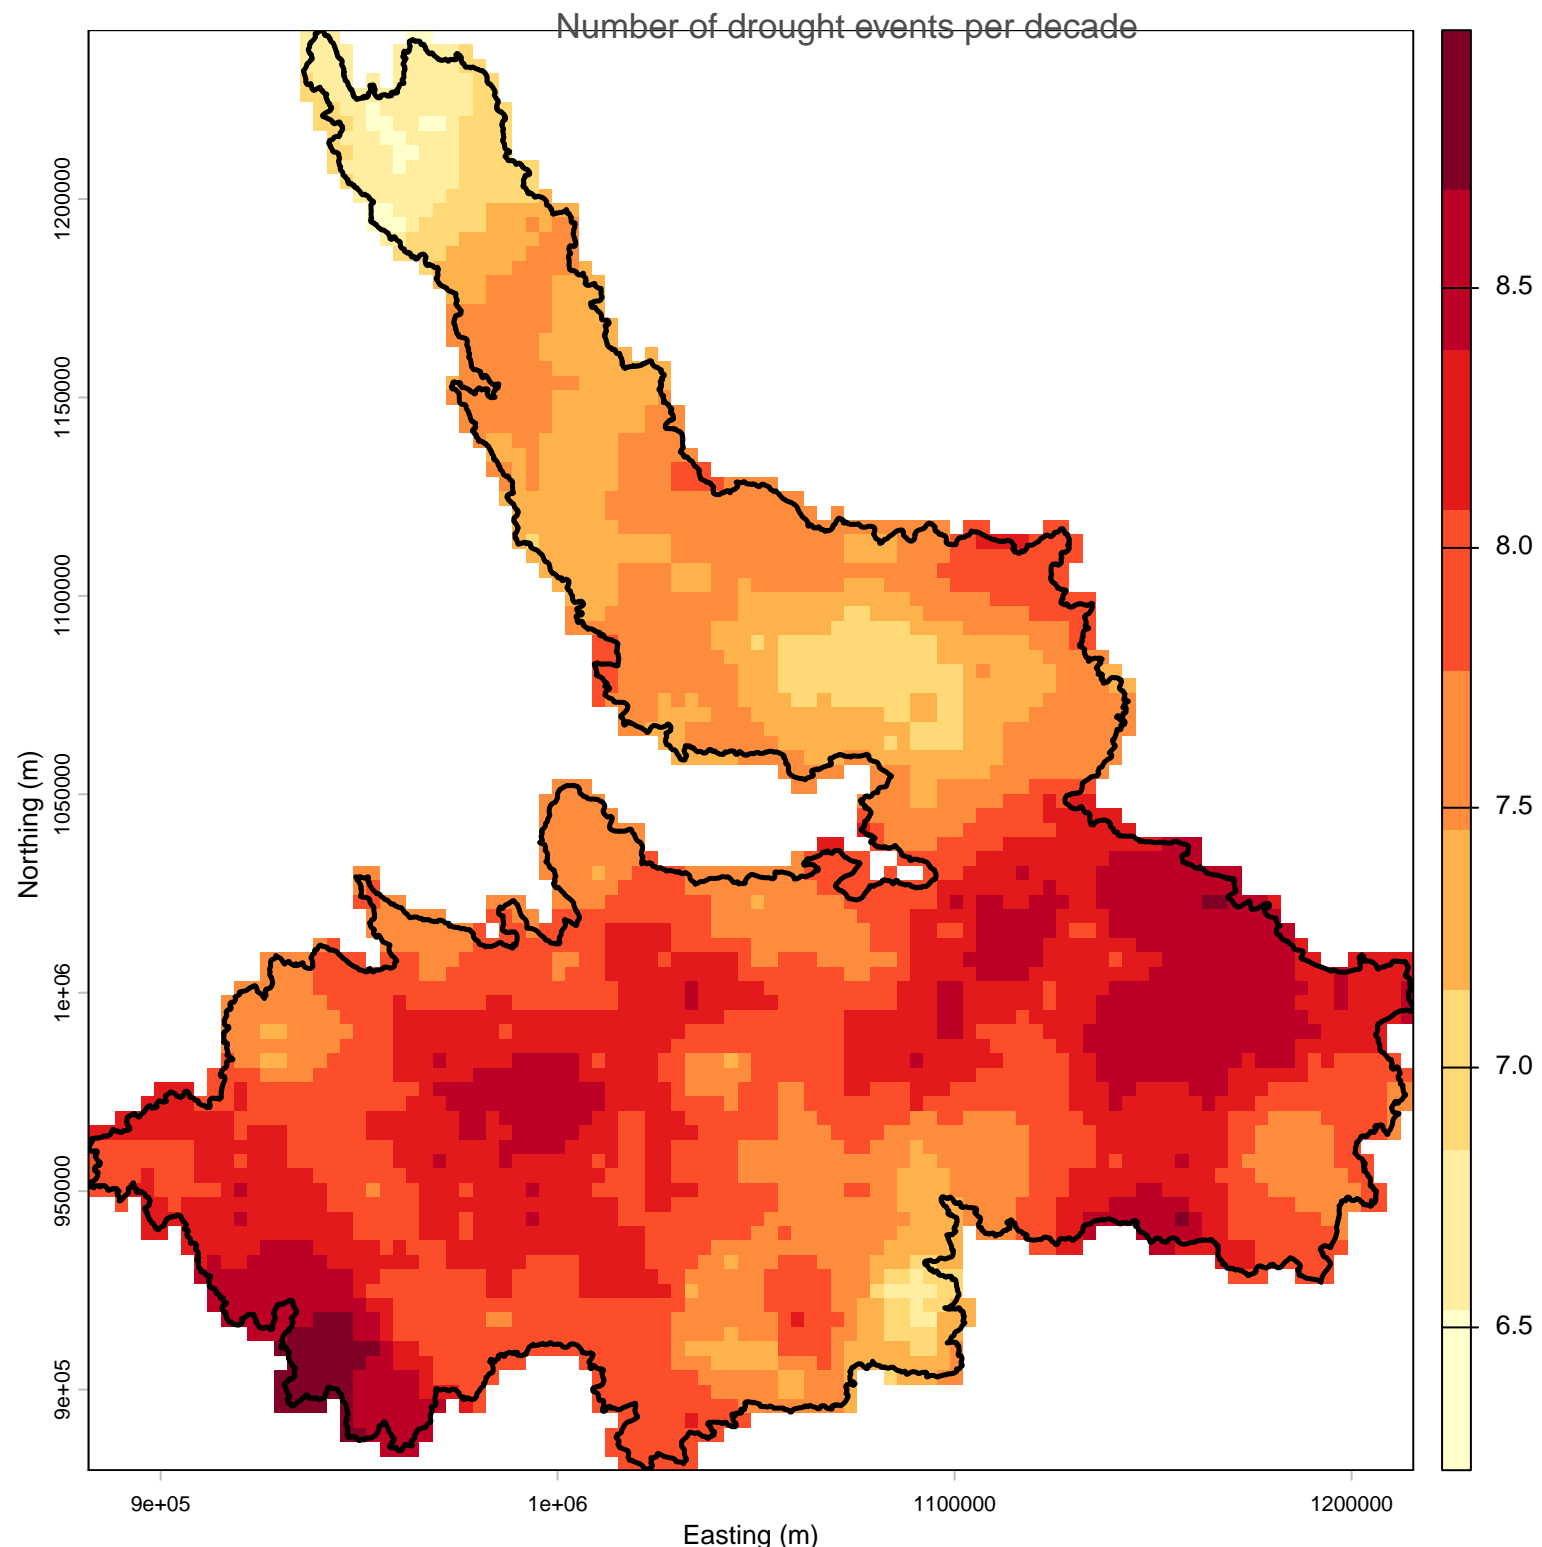 Number of drought events per decade
1200000
1150000
1100000
1050000
1e+06
950000
9e+05
Northing (m)
9e+05
1e+06
1100000
1200000
Easting (m)
8.5
8.0
7.5
7.0
6.5